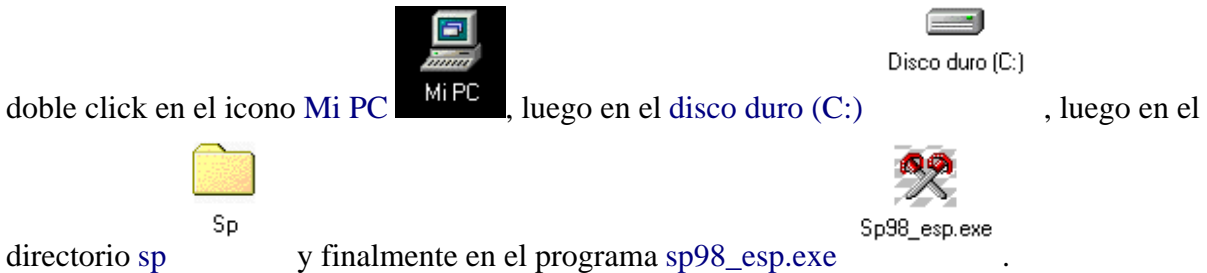 Disco duro (C:)
doble click en el icono Mi PC Mi PC , luego en el disco duro (C:) , luego en el
Sp
Sp98_esp.exe
directorio sp y finalmente en el programa sp98_esp.exe .